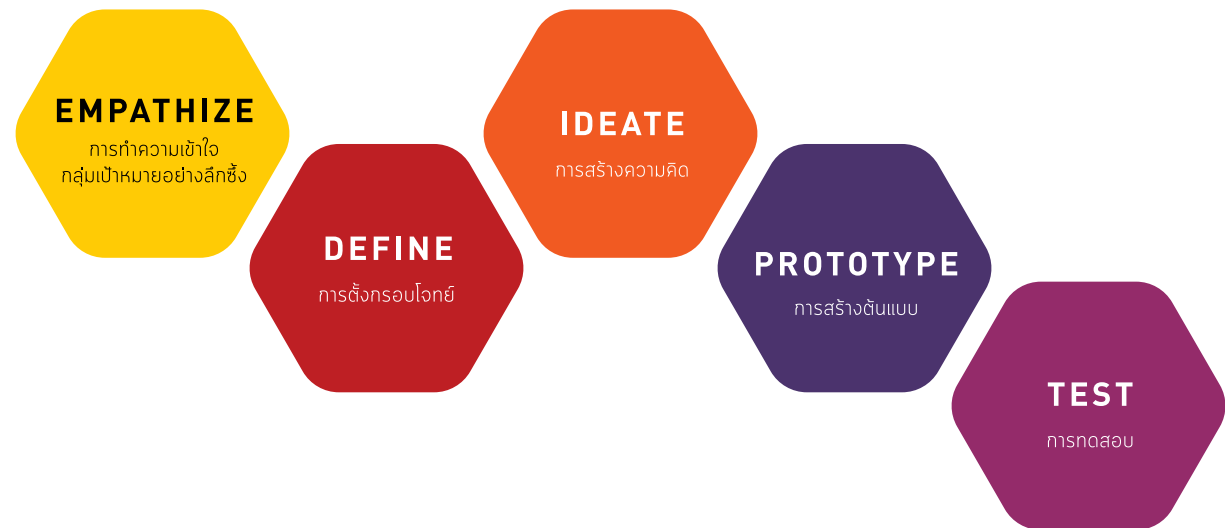 EMPATHIZE
การทำความเข้าใจ
กลุ่มเป้าหมายอย่างลึกซึ้ง
DEFINE
การตั้งกรอบโจทย์
IDEATE
การสร้างความคิด
PROTOTYPE
การสร้างต้นแบบ
TEST
การทดสอบ